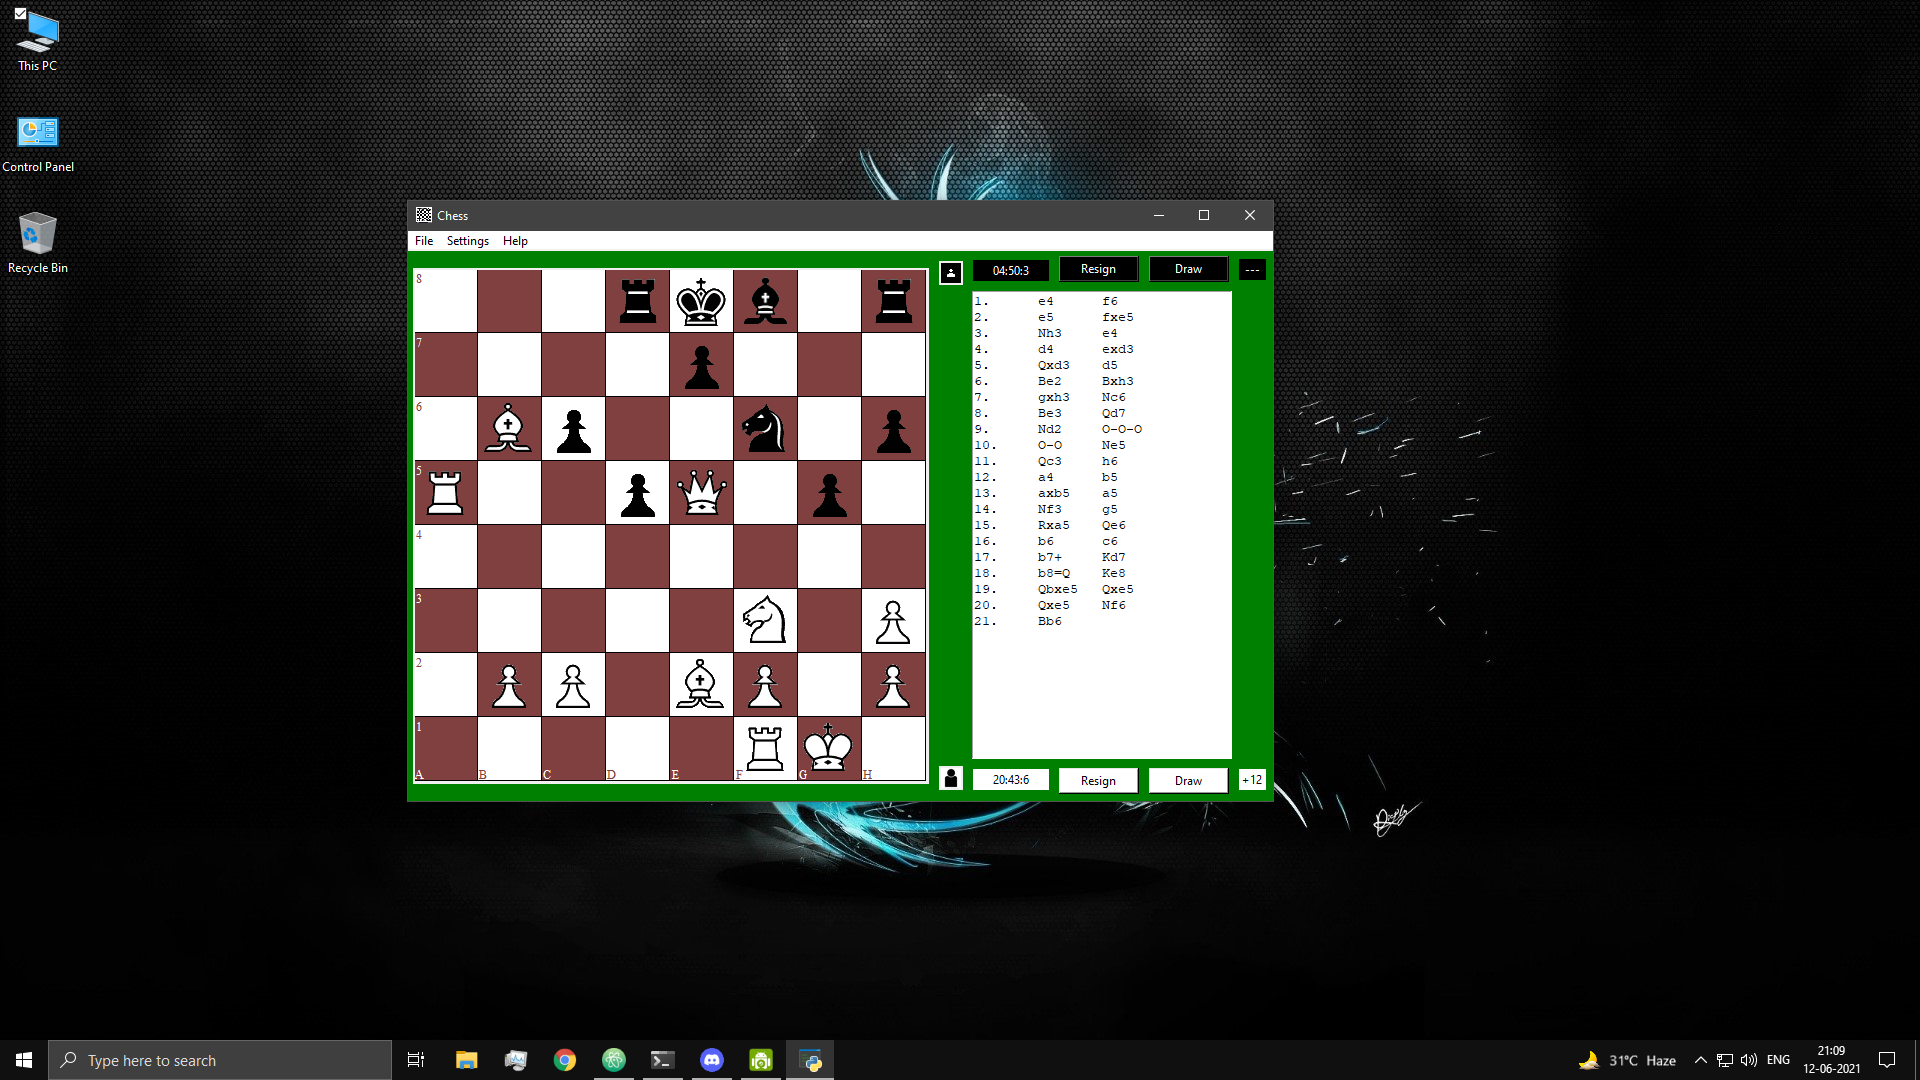 This PC
Control Panel
Recycle Bin
Chess
File Settings Help
04:50:3 Resign Draw ---
8
7
6
5
4
3
2
1
A B C D E F G H
1. e4 f6
2. e5 fxe5
3. Nh3 e4
4. d4 exd3
5. Qxd3 d5
6. Be2 Bxh3
7. gxh3 Nc6
8. Be3 Qd7
9. Nd2 O-O-O
10. O-O Ne5
11. Qc3 h6
12. a4 b5
13. axb5 a5
14. Nf3 g5
15. Rxa5 Qe6
16. b6 c6
17. b7+ Kd7
18. b8=Q Ke8
19. Qbxe5 Qxe5
20. Qxe5 Nf6
21. Bb6
20:43:6 Resign Draw +12
Type here to search
31°C Haze
ENG
21:09
12-06-2021